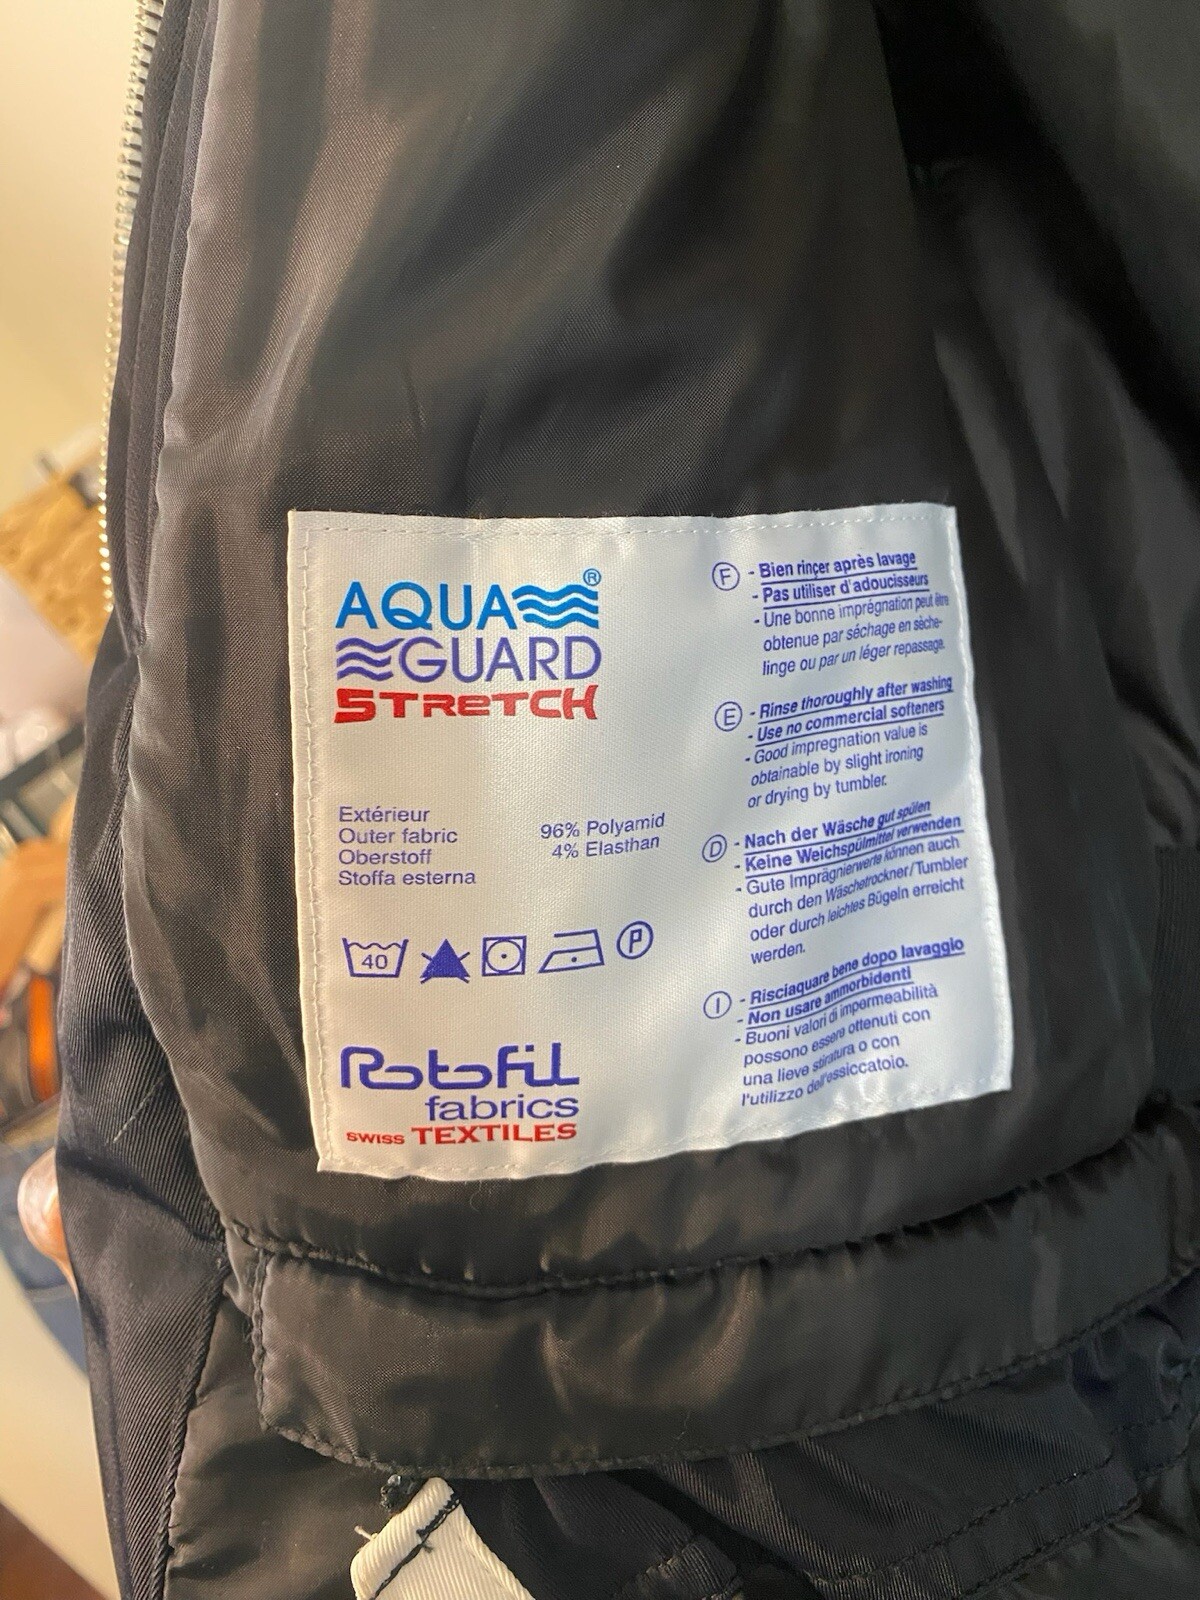 AQUA®
GUARD
STRETCH
Extérieur
Outer fabric
Oberstoff
Stoffa esterna
96% Polyamid
4% Elasthan
40
P
Rotofil
fabrics
SWISS TEXTILES
F - Bien rinçer après lavage
- Pas utiliser d'adoucisseurs
- Une bonne imprégnation peut être
obtenue par séchage en sèche-
linge ou par un léger repassage.
E - Rinse thoroughly after washing
- Use no commercial softeners
- Good impregnation value is
obtainable by slight ironing
or drying by tumbler.
D - Nach der Wäsche gut spülen
- Keine Weichspülmittel verwenden
- Gute Imprägnierwerte können auch
durch den Wäschetrockner/Tumbler
oder durch leichtes Bügeln erreicht
werden.
I - Risciaquare bene dopo lavaggio
- Non usare ammorbidenti
- Buoni valori di impermeabilità
possono essere ottenuti con
una lieve stiratura o con
l'utilizzo dell'essiccatoio.